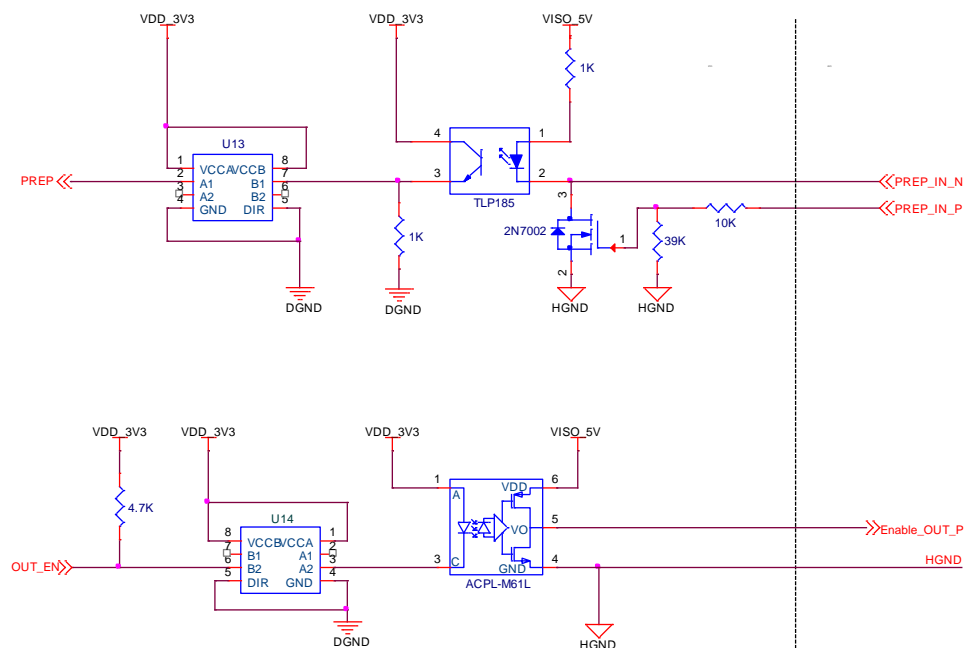 VDD_3V3
VDD_3V3
VISO_5V
1K
U13
1
2
3
4
VCCA
A1
A2
GND
VCCB
B1
B2
DIR
8
7
6
5
PREP
4
3
1
2
TLP185
PREP_IN_N
PREP_IN_P
10K
39K
1K
3
2N7002
1
2
DGND
DGND
HGND
HGND
VDD_3V3
VDD_3V3
VDD_3V3
VISO_5V
4.7K
U14
8
7
6
5
VCCB
B1
B2
DIR
VCCA
A1
A2
GND
1
2
3
4
OUT_EN
1
3
A
C
VDD
VO
GND
6
5
4
ACPL-M61L
Enable_OUT_P
HGND
DGND
HGND